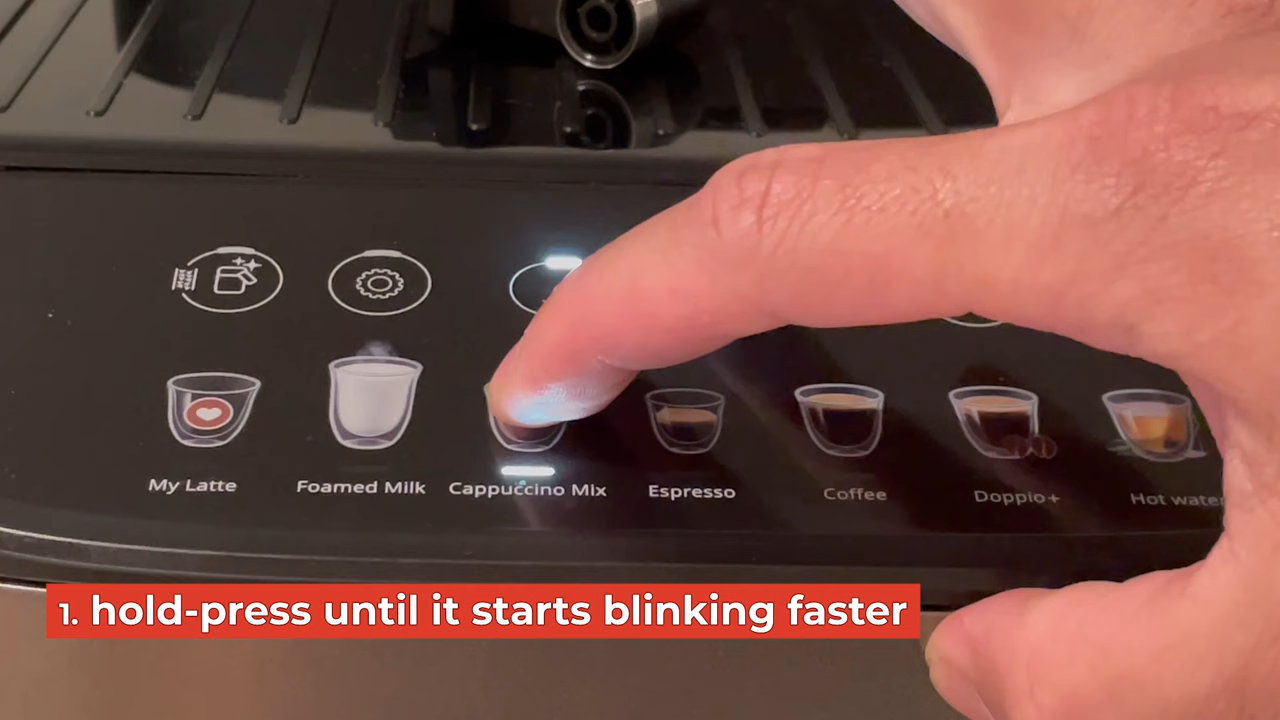 My Latte
Foamed Milk
Cappuccino Mix
Espresso
Coffee
Doppio+
Hot water
1. hold-press until it starts blinking faster